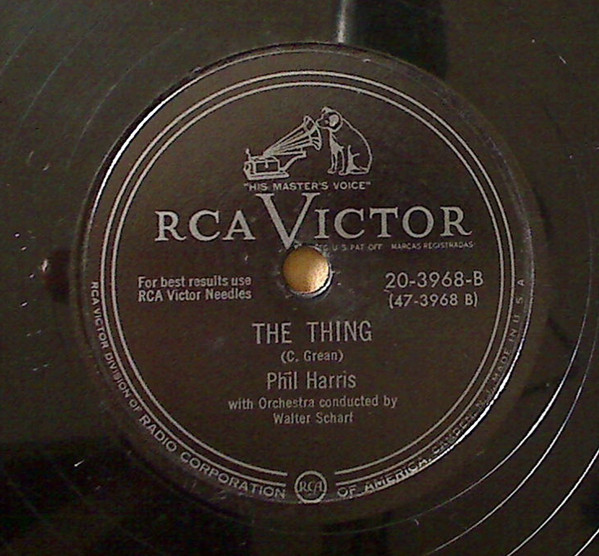 "HIS MASTER'S VOICE"
RCA VICTOR
REG. U.S. PAT. OFF. MARCAS REGISTRADAS
For best results use
RCA Victor Needles
20-3968-B
(47-3968 B)
THE THING
(C. Grean)
Phil Harris
with Orchestra conducted by
Walter Scharf
RCA VICTOR DIVISION OF RADIO CORPORATION
RCA
OF AMERICA, CAMDEN, N.J. MADE IN U.S.A